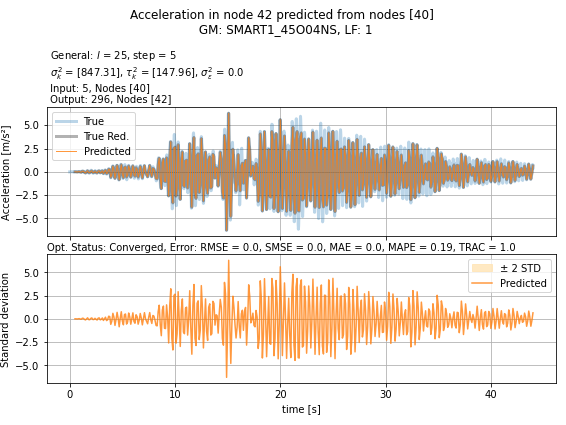 Acceleration in node 42 predicted from nodes [40]
GM: SMART1_45O04NS, LF: 1
General: l = 25, step = 5
σ²ₖ = [847.31], τ²ₖ = [147.96], σ²ε = 0.0
Input: 5, Nodes [40]
Output: 296, Nodes [42]
Acceleration [m/s²]
5.0
2.5
0.0
−2.5
−5.0
True
True Red.
Predicted
Opt. Status: Converged, Error: RMSE = 0.0, SMSE = 0.0, MAE = 0.0, MAPE = 0.19, TRAC = 1.0
Standard deviation
5.0
2.5
0.0
−2.5
−5.0
± 2 STD
Predicted
0 10 20 30 40
time [s]